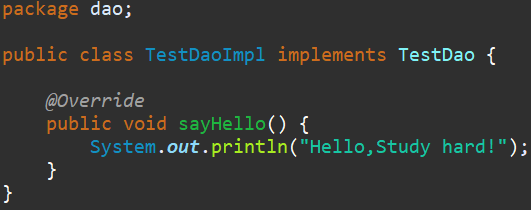 package dao;
public class TestDaoImpl implements TestDao {
@Override
public void sayHello() {
System.out.println("Hello,Study hard!");
}
}